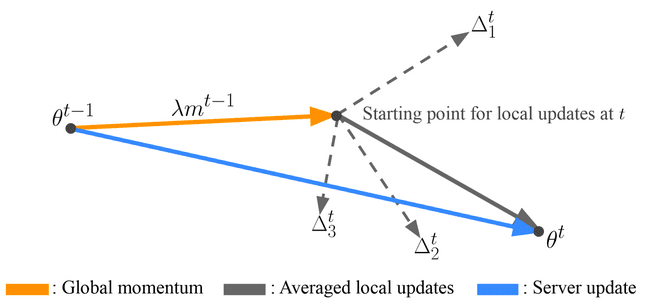 Δ₁ᵗ
θᵗ⁻¹
λmᵗ⁻¹
Starting point for local updates at t
Δ₃ᵗ
Δ₂ᵗ
θᵗ
: Global momentum : Averaged local updates : Server update